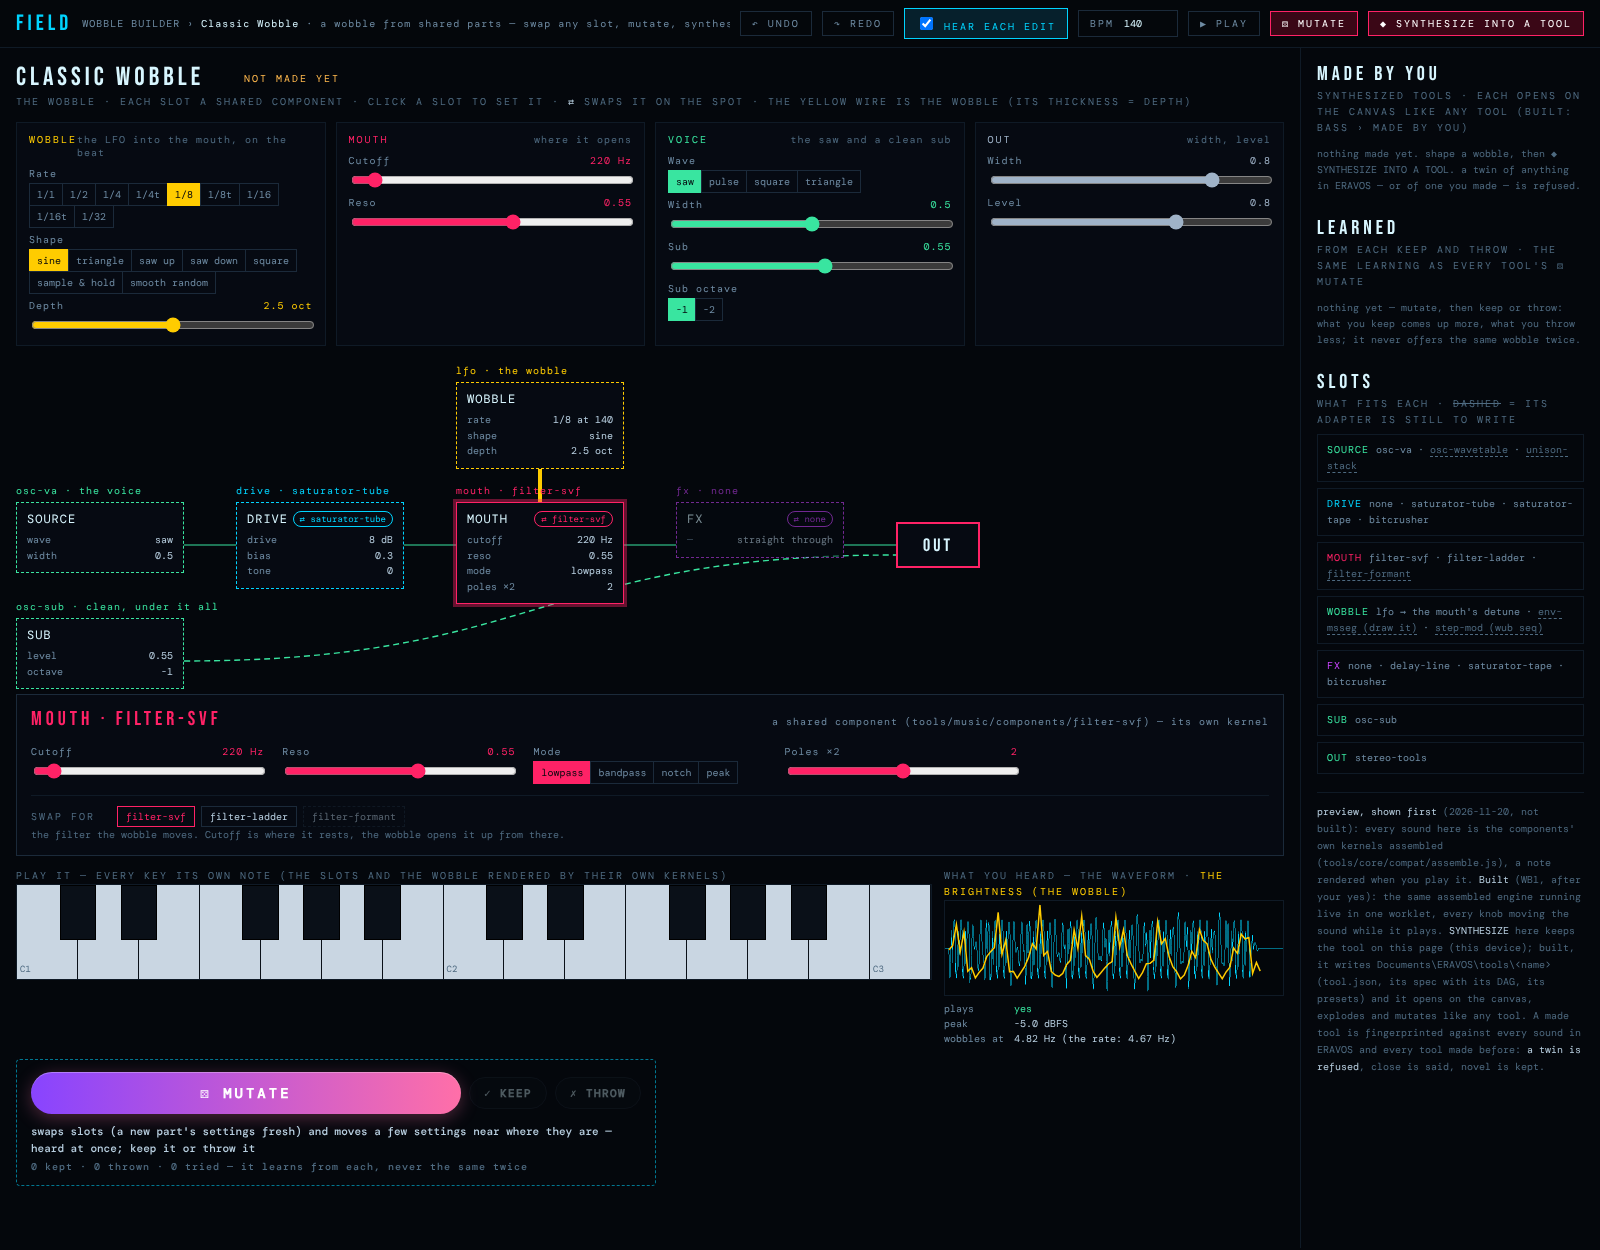 FIELD WOBBLE BUILDER › Classic Wobble · a wobble from shared parts — swap any slot, mutate, synthes
↶ UNDO
↷ REDO
HEAR EACH EDIT
BPM 140
▶ PLAY
⚄ MUTATE
◆ SYNTHESIZE INTO A TOOL
CLASSIC WOBBLE NOT MADE YET
THE WOBBLE · EACH SLOT A SHARED COMPONENT · CLICK A SLOT TO SET IT · ⇄ SWAPS IT ON THE SPOT · THE YELLOW WIRE IS THE WOBBLE (ITS THICKNESS = DEPTH)
WOBBLE the LFO into the mouth, on the
beat
Rate
1/1 1/2 1/4 1/4t 1/8 1/8t 1/16
1/16t 1/32
Shape
sine triangle saw up saw down square
sample & hold smooth random
Depth 2.5 oct
MOUTH where it opens
Cutoff 220 Hz
Reso 0.55
VOICE the saw and a clean sub
Wave
saw pulse square triangle
Width 0.5
Sub 0.55
Sub octave
-1 -2
OUT width, level
Width 0.8
Level 0.8
lfo · the wobble
WOBBLE
rate 1/8 at 140
shape sine
depth 2.5 oct
osc-va · the voice
SOURCE
wave saw
width 0.5
drive · saturator-tube
DRIVE ⇄ saturator-tube
drive 8 dB
bias 0.3
tone 0
mouth · filter-svf
MOUTH ⇄ filter-svf
cutoff 220 Hz
reso 0.55
mode lowpass
poles ×2 2
fx · none
FX ⇄ none
— straight through
OUT
osc-sub · clean, under it all
SUB
level 0.55
octave -1
MOUTH · FILTER-SVF a shared component (tools/music/components/filter-svf) — its own kernel
Cutoff 220 Hz
Reso 0.55
Mode
lowpass bandpass notch peak
Poles ×2 2
SWAP FOR filter-svf filter-ladder filter-formant
the filter the wobble moves. Cutoff is where it rests, the wobble opens it up from there.
PLAY IT — EVERY KEY ITS OWN NOTE (THE SLOTS AND THE WOBBLE RENDERED BY THEIR OWN KERNELS)
C1 C2 C3
WHAT YOU HEARD — THE WAVEFORM · THE
BRIGHTNESS (THE WOBBLE)
plays yes
peak -5.0 dBFS
wobbles at 4.82 Hz (the rate: 4.67 Hz)
⚄ MUTATE
✓ KEEP
✗ THROW
swaps slots (a new part's settings fresh) and moves a few settings near where they are —
heard at once; keep it or throw it
0 kept · 0 thrown · 0 tried — it learns from each, never the same twice
MADE BY YOU
SYNTHESIZED TOOLS · EACH OPENS ON
THE CANVAS LIKE ANY TOOL (BUILT:
BASS › MADE BY YOU)
nothing made yet. shape a wobble, then ◆
SYNTHESIZE INTO A TOOL. a twin of anything
in ERAVOS — or of one you made — is refused.
LEARNED
FROM EACH KEEP AND THROW · THE
SAME LEARNING AS EVERY TOOL'S ⚄
MUTATE
nothing yet — mutate, then keep or throw:
what you keep comes up more, what you throw
less; it never offers the same wobble twice.
SLOTS
WHAT FITS EACH · DASHED = ITS
ADAPTER IS STILL TO WRITE
SOURCE osc-va · osc-wavetable · unison-
stack
DRIVE none · saturator-tube · saturator-
tape · bitcrusher
MOUTH filter-svf · filter-ladder ·
filter-formant
WOBBLE lfo → the mouth's detune · env-
msseg (draw it) · step-mod (wub seq)
FX none · delay-line · saturator-tape ·
bitcrusher
SUB osc-sub
OUT stereo-tools
preview, shown first (2026-11-20, not
built): every sound here is the components'
own kernels assembled
(tools/core/compat/assemble.js), a note
rendered when you play it. Built (WB1, after
your yes): the same assembled engine running
live in one worklet, every knob moving the
sound while it plays. SYNTHESIZE here keeps
the tool on this page (this device); built,
it writes Documents\ERAVOS\tools\<name>
(tool.json, its spec with its DAG, its
presets) and it opens on the canvas,
explodes and mutates like any tool. A made
tool is fingerprinted against every sound in
ERAVOS and every tool made before: a twin is
refused, close is said, novel is kept.